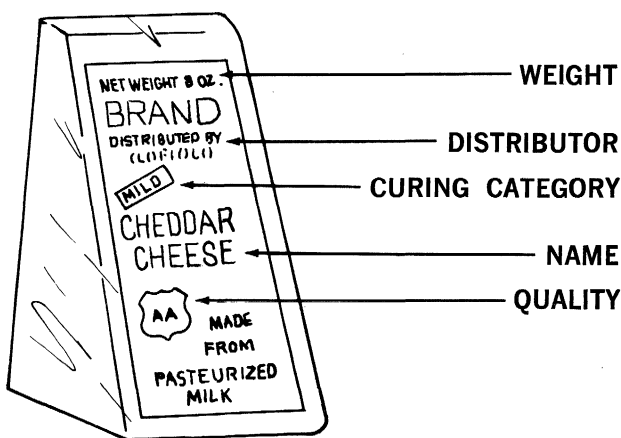 NET WEIGHT 8 OZ.
WEIGHT
BRAND
DISTRIBUTED BY
DISTRIBUTOR
MILD
CURING CATEGORY
CHEDDAR
CHEESE
NAME
AA
QUALITY
MADE
FROM
PASTEURIZED
MILK